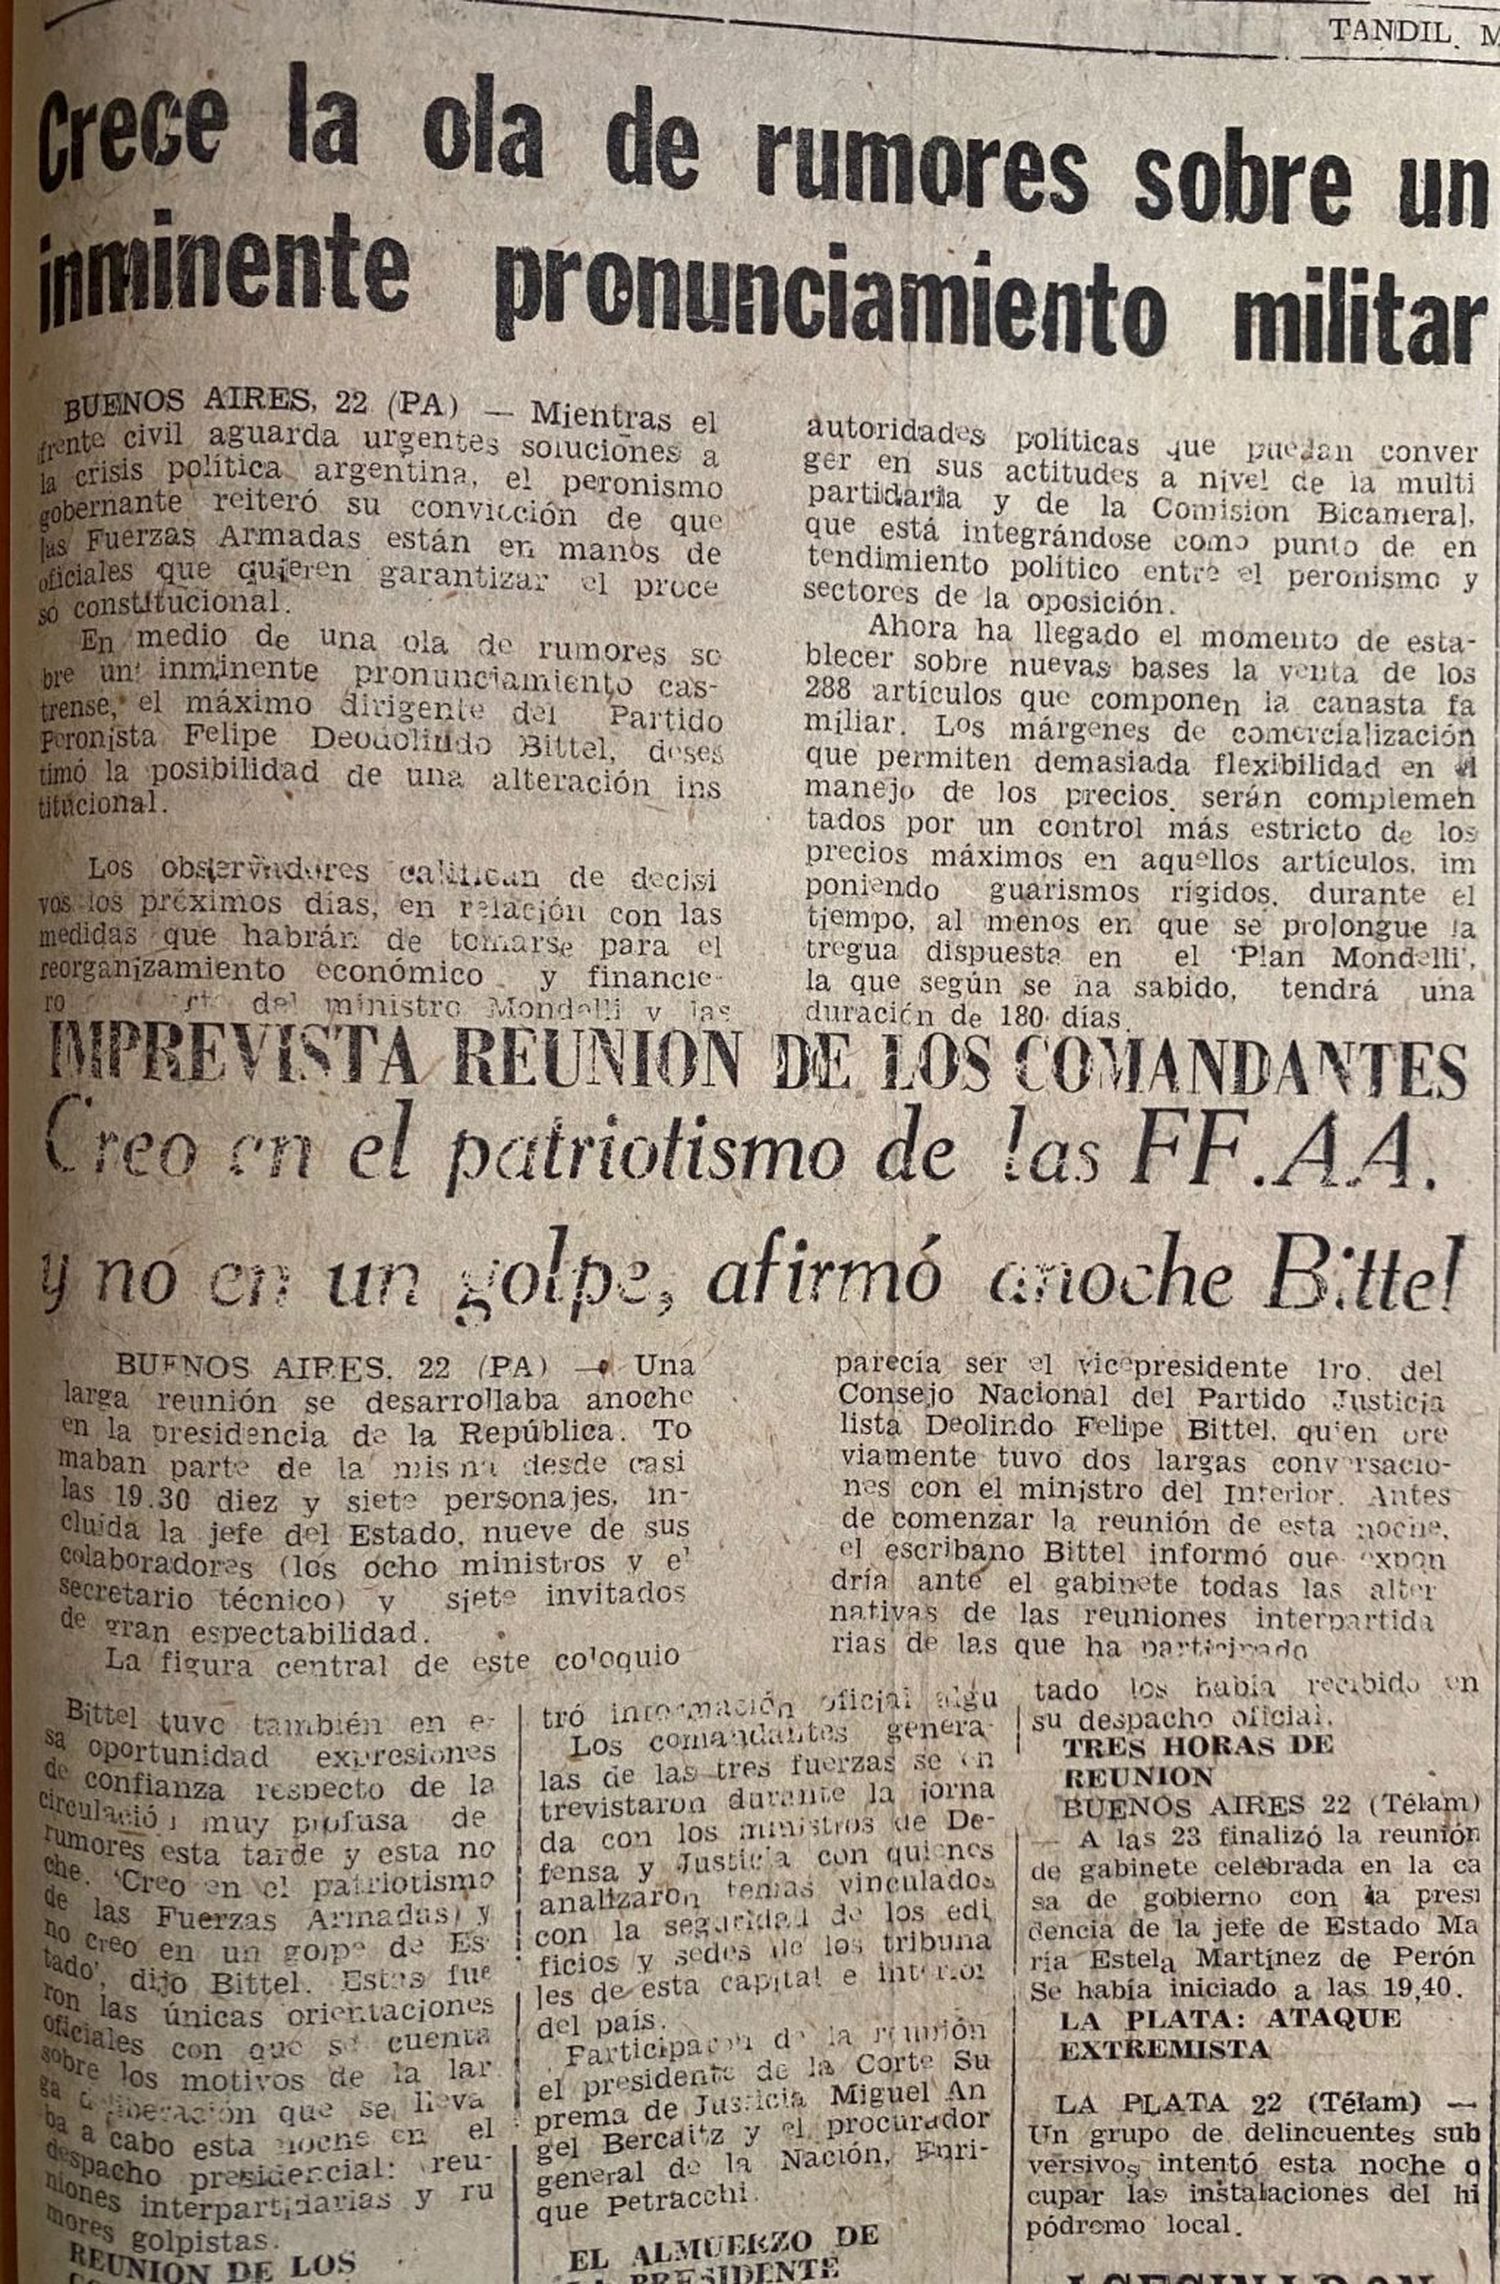 TANDIL, M
Crece la ola de rumores sobre un
inminente pronunciamiento militar
BUENOS AIRES, 22 (PA) — Mientras el
frente civil aguarda urgentes soluciones a
la crisis política argentina, el peronismo
gobernante reiteró su convicción de que
las Fuerzas Armadas están en manos de
oficiales que quieren garantizar el proce
so constitucional.
En medio de una ola de rumores so
bre un inminente pronunciamiento cas-
trense, el máximo dirigente del Partido
Peronista Felipe Deodolindo Bittel, deses
timó la posibilidad de una alteración ins
titucional.
Los observadores califican de decisi
vos los próximos días, en relación con las
medidas que habrán de tomarse para el
reorganizamiento económico y financie-
ro del ministro Mondelli y las
autoridades políticas que puedan conver
ger en sus actitudes a nivel de la multi
partidaria y de la Comision Bicameral,
que está integrándose como punto de en
tendimiento político entre el peronismo y
sectores de la oposición.
Ahora ha llegado el momento de esta-
blecer sobre nuevas bases la venta de los
288 artículos que componen la canasta fa
miliar. Los márgenes de comercialización
que permiten demasiada flexibilidad en el
manejo de los precios, serán complemen
tados por un control más estricto de los
precios máximos en aquellos artículos, im
poniendo guarismos rígidos, durante el
tiempo, al menos en que se prolongue la
tregua dispuesta en el 'Plan Mondelli',
la que según se ha sabido, tendrá una
duración de 180 días.
IMPREVISTA REUNION DE LOS COMANDANTES
Creo en el patriotismo de las FF.AA.
y no en un golpe, afirmó anoche Bittel
BUENOS AIRES, 22 (PA) — Una
larga reunión se desarrollaba anoche
en la presidencia de la República. To
maban parte de la misma desde casi
las 19.30 diez y siete personajes, in-
cluída la jefe del Estado, nueve de sus
colaboradores (los ocho ministros y el
secretario técnico) y siete invitados
de gran espectabilidad.
La figura central de este coloquio
parecía ser el vicepresidente 1ro. del
Consejo Nacional del Partido Justicia
lista Deolindo Felipe Bittel, quien pre
viamente tuvo dos largas conversacio-
nes con el ministro del Interior. Antes
de comenzar la reunión de esta noche,
el escribano Bittel informó que expon
dría ante el gabinete todas las alter
nativas de las reuniones interpartida
rias de las que ha participado
Bittel tuvo también en e-
sa oportunidad expresiones
de confianza respecto de la
circulación muy profusa de
rumores esta tarde y esta no
che. 'Creo en el patriotismo
de las Fuerzas Armadas y
no creo en un golpe de Es
tado', dijo Bittel. Estas fue
ron las únicas orientaciones
oficiales con que se cuenta
sobre los motivos de la lar
ga deliberación que se lleva
ba a cabo esta noche en el
despacho presidencial: reu-
niones interpartidarias y ru
mores golpistas.
REUNION DE LOS
tró información oficial algu
Los comandantes genera-
las de las tres fuerzas se en
trevistaron durante la jorna
da con los ministros de De-
fensa y Justicia con quienes
analizaron temas vinculados
con la seguridad de los edi
ficios y sedes de los tribuna
les de esta capital e interior
del país.
Participaron de la reunión
el presidente de la Corte Su
prema de Justicia Miguel An
gel Bercaitz y el procurador
general de la Nación, Enri-
que Petracchi.
EL ALMUERZO DE
LA PRESIDENTE
tado los había recibido en
su despacho oficial.
TRES HORAS DE
REUNION
BUENOS AIRES 22 (Télam)
— A las 23 finalizó la reunión
de gabinete celebrada en la ca
sa de gobierno con la presi
dencia de la jefe de Estado Ma
ría Estela Martínez de Perón
Se había iniciado a las 19,40.
LA PLATA: ATAQUE
EXTREMISTA
LA PLATA 22 (Télam) —
Un grupo de delincuentes sub
versivos intentó esta noche o
cupar las instalaciones del hi
pódromo local.